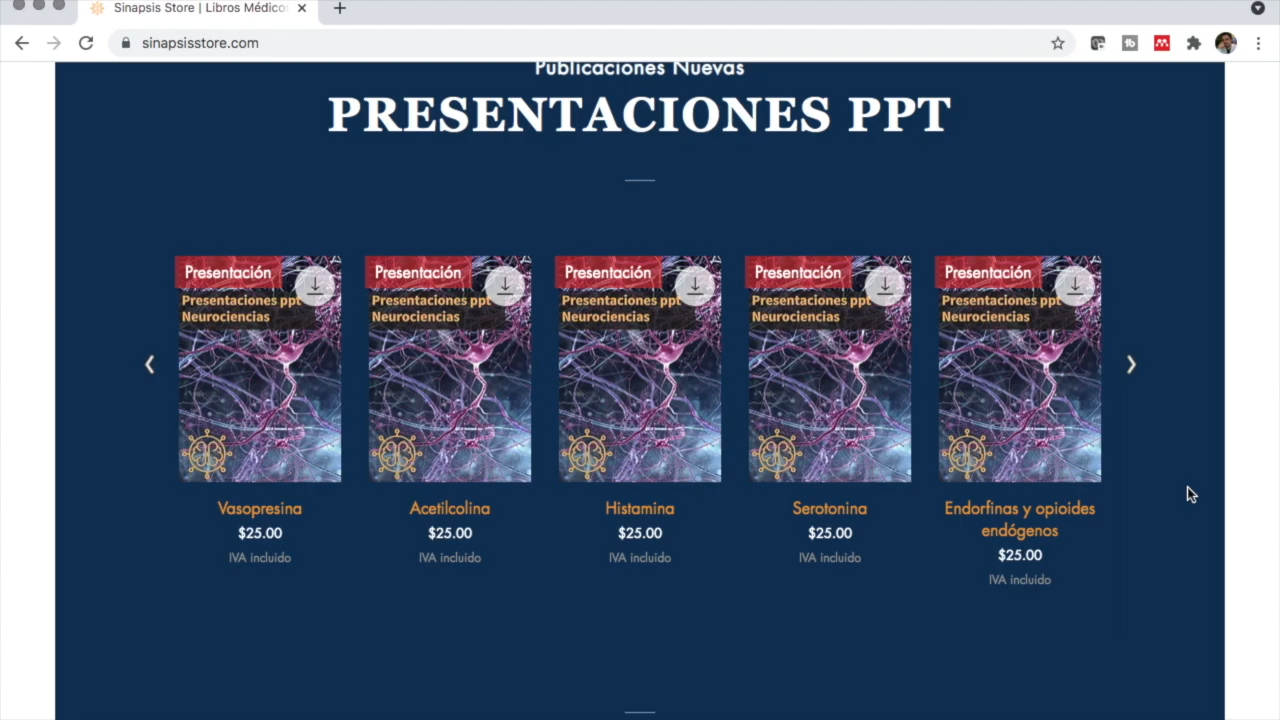 Sinapsis Store | Libros Médicos
sinapsisstore.com
Publicaciones Nuevas
PRESENTACIONES PPT
Presentación
Presentaciones ppt
Neurociencias
Presentación
Presentaciones ppt
Neurociencias
Presentación
Presentaciones ppt
Neurociencias
Presentación
Presentaciones ppt
Neurociencias
Presentación
Presentaciones ppt
Neurociencias
Vasopresina
$25.00
IVA incluido
Acetilcolina
$25.00
IVA incluido
Histamina
$25.00
IVA incluido
Serotonina
$25.00
IVA incluido
Endorfinas y opioides
endógenos
$25.00
IVA incluido